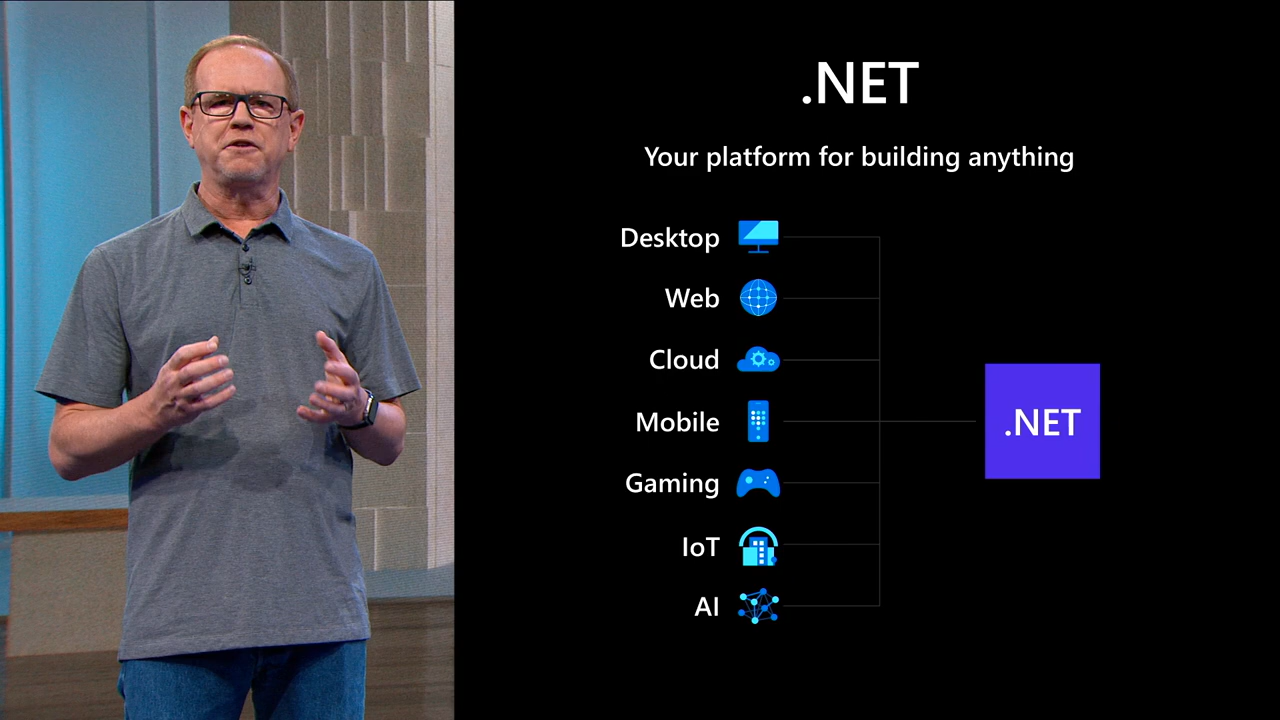 .NET
Your platform for building anything
Desktop
Web
Cloud
Mobile
.NET
Gaming
IoT
AI